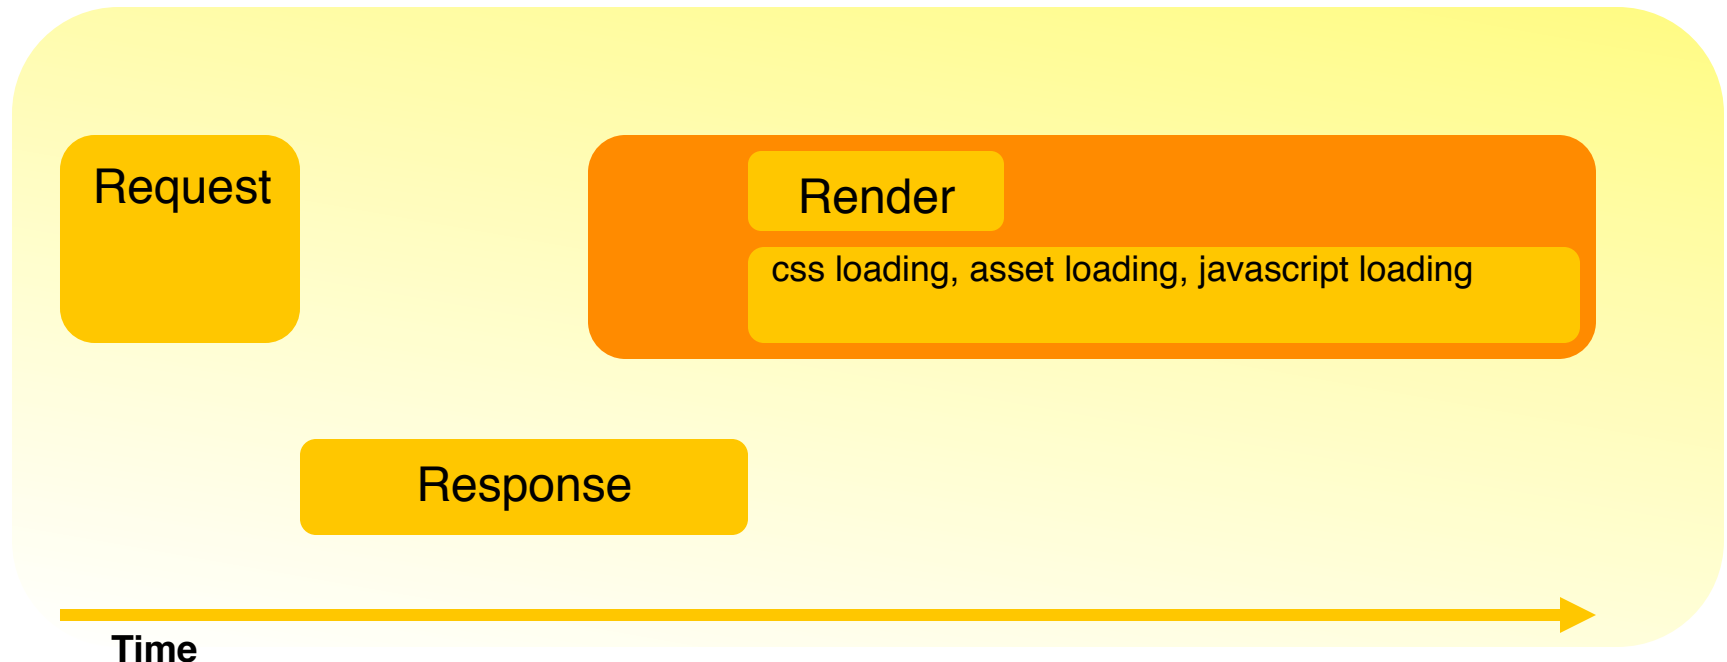 Request
Render
css loading, asset loading, javascript loading
Response
Time